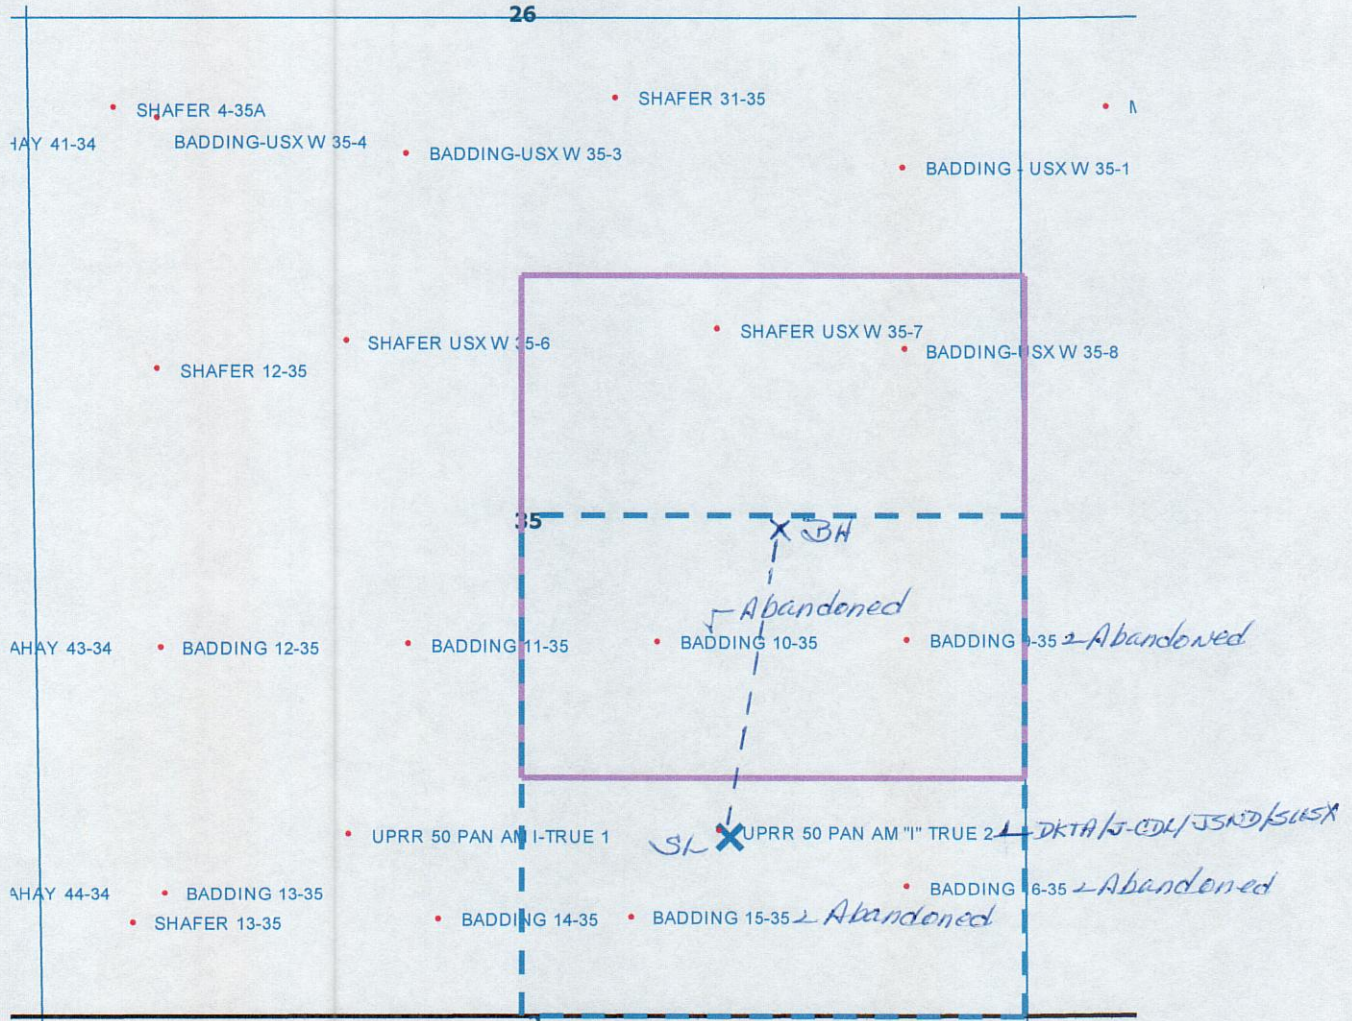 26
SHAFER 4-35A
SHAFER 31-35
HAY 41-34
BADDING-USX W 35-4
BADDING-USX W 35-3
BADDING - USX W 35-1
SHAFER USX W 35-6
SHAFER USX W 35-7
BADDING-USX W 35-8
SHAFER 12-35
35
BH
Abandoned
AHAY 43-34
BADDING 12-35
BADDING 11-35
BADDING 10-35
BADDING 9-35 Abandoned
UPRR 50 PAN AM I-TRUE 1
SL
UPRR 50 PAN AM "I" TRUE 2
DKTA/J-CDL/JSND/SUSX
AHAY 44-34
BADDING 13-35
BADDING 16-35 Abandoned
SHAFER 13-35
BADDING 14-35
BADDING 15-35 Abandoned